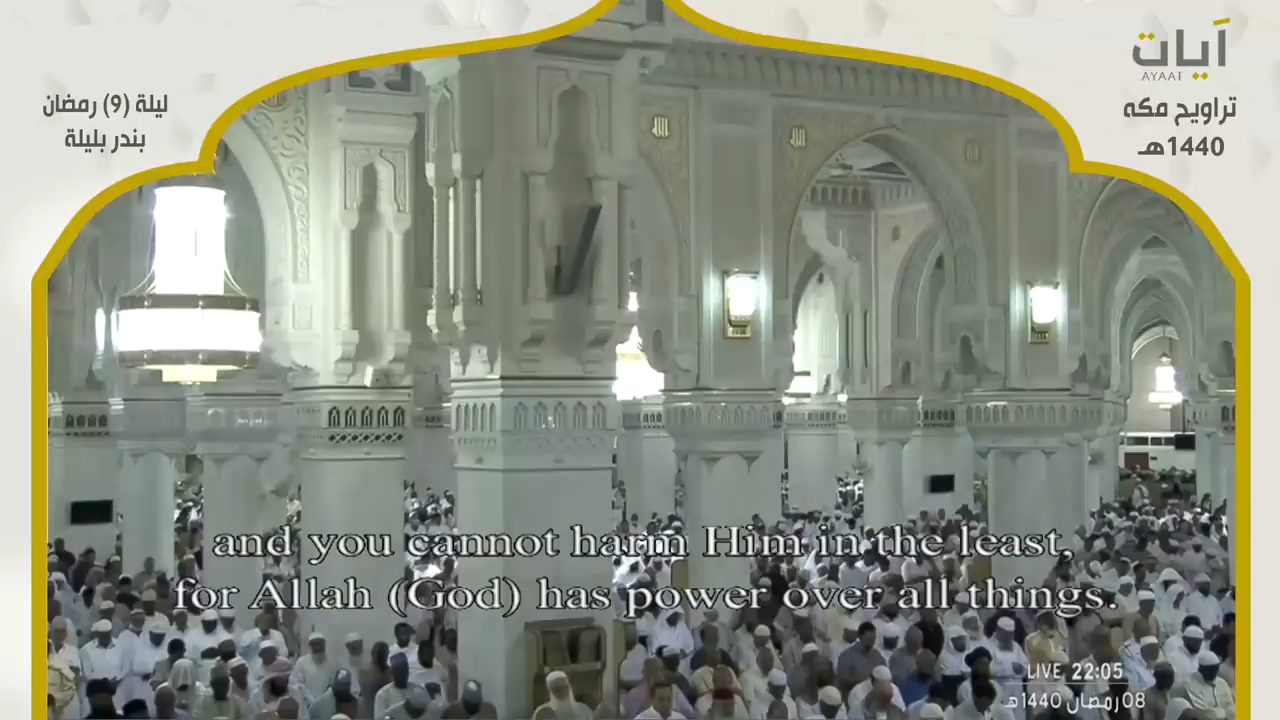 آيات
AYAAT
تراويح مكه
1440هـ
ليلة (9) رمضان
بندر بليلة
and you cannot harm Him in the least,
for Allah (God) has power over all things.
LIVE 22:05
08رمضان 1440هـ